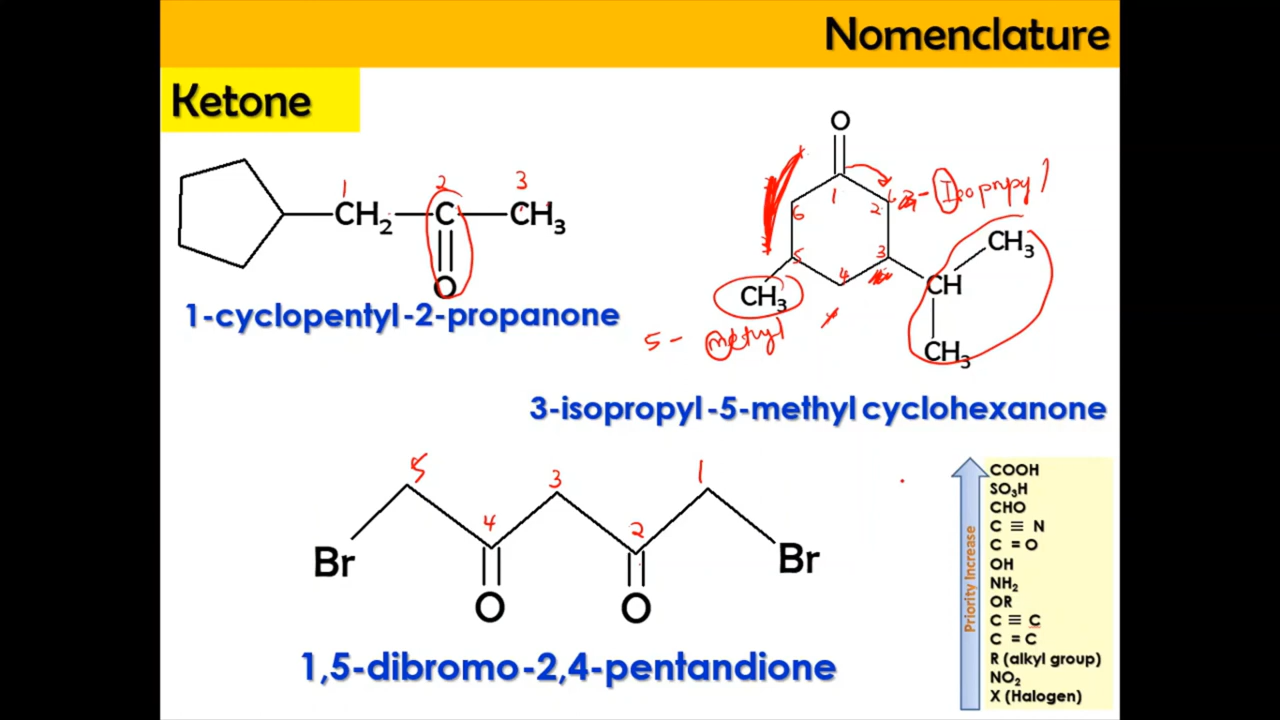 Nomenclature
Ketone
1 2 3
CH₂ C CH₃
O
1-cyclopentyl-2-propanone
O
1 2 3 4 5 6
Isopropyl
CH₃
CH
CH₃
CH₃
5 - methyl
3-isopropyl-5-methyl cyclohexanone
5 4 3 2 1
Br Br
O O
1,5-dibromo-2,4-pentandione
Priority Increase
COOH
SO₃H
CHO
C ≡ N
C = O
OH
NH₂
OR
C ≡ C
C = C
R (alkyl group)
NO₂
X (Halogen)